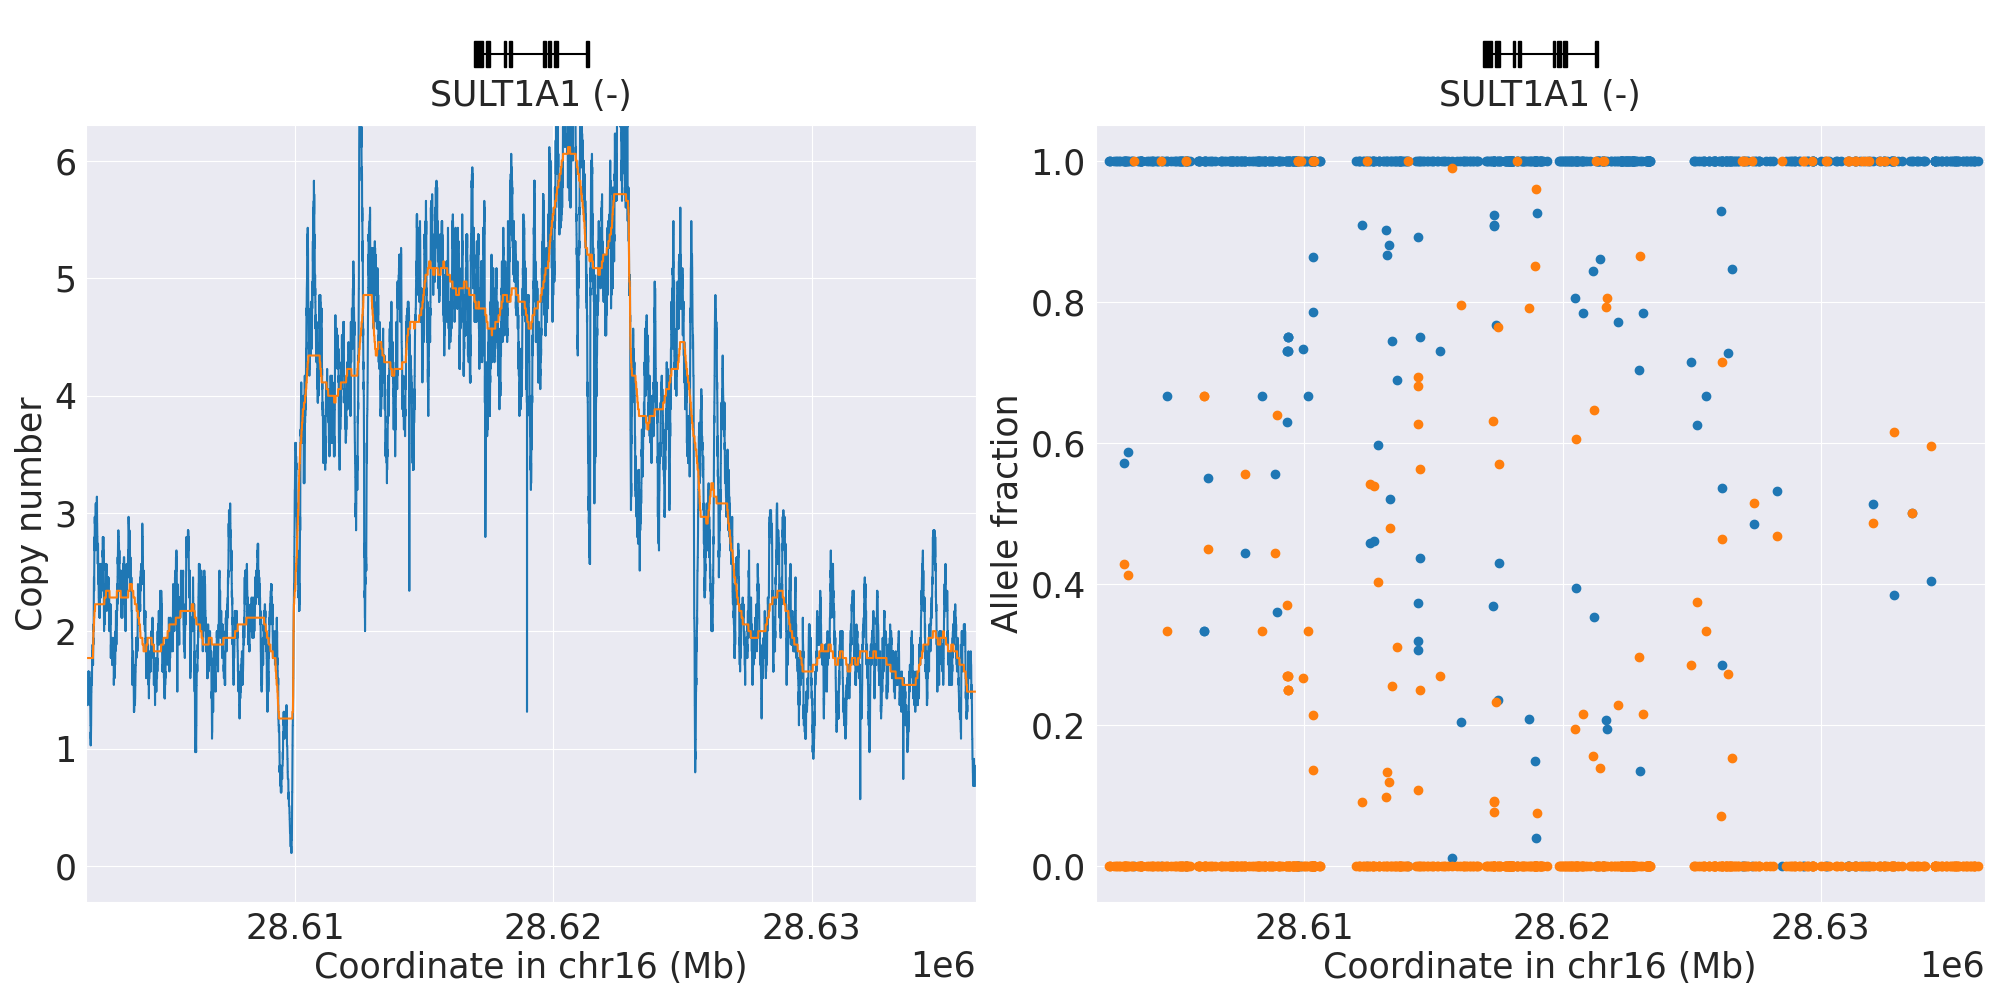 SULT1A1 (-)
Copy number
6
5
4
3
2
1
0
28.61
28.62
28.63
Coordinate in chr16 (Mb)
1e6
SULT1A1 (-)
Allele fraction
1.0
0.8
0.6
0.4
0.2
0.0
28.61
28.62
28.63
Coordinate in chr16 (Mb)
1e6